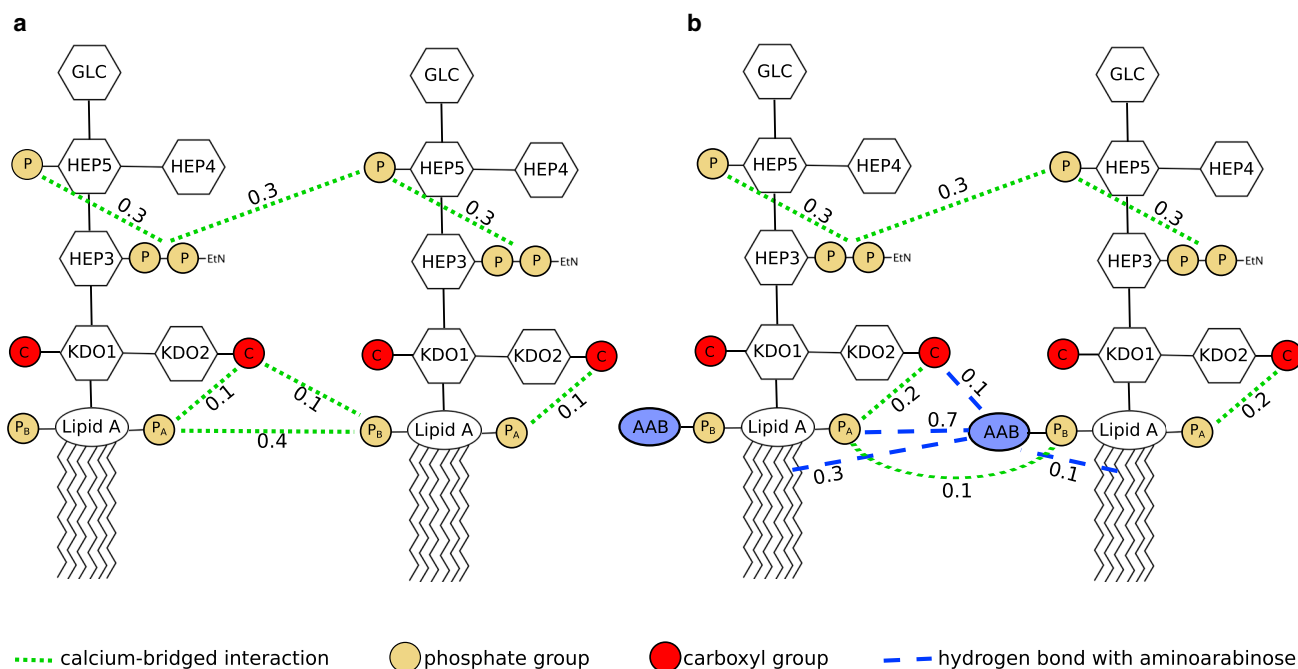 a
b
GLC
GLC
GLC
GLC
P
HEP5
HEP4
P
HEP5
HEP4
P
HEP5
HEP4
P
HEP5
HEP4
0.3
0.3
0.3
0.3
0.3
0.3
HEP3
P
P
EtN
HEP3
P
P
EtN
HEP3
P
P
EtN
HEP3
P
P
EtN
C
KDO1
KDO2
C
C
KDO1
KDO2
C
C
KDO1
KDO2
C
C
KDO1
KDO2
C
0.1
0.1
0.1
0.2
0.1
0.2
PB
Lipid A
PA
0.4
PB
Lipid A
PA
AAB
PB
Lipid A
PA
0.7
AAB
PB
Lipid A
PA
0.3
0.1
0.1
calcium-bridged interaction
phosphate group
carboxyl group
hydrogen bond with aminoarabinose